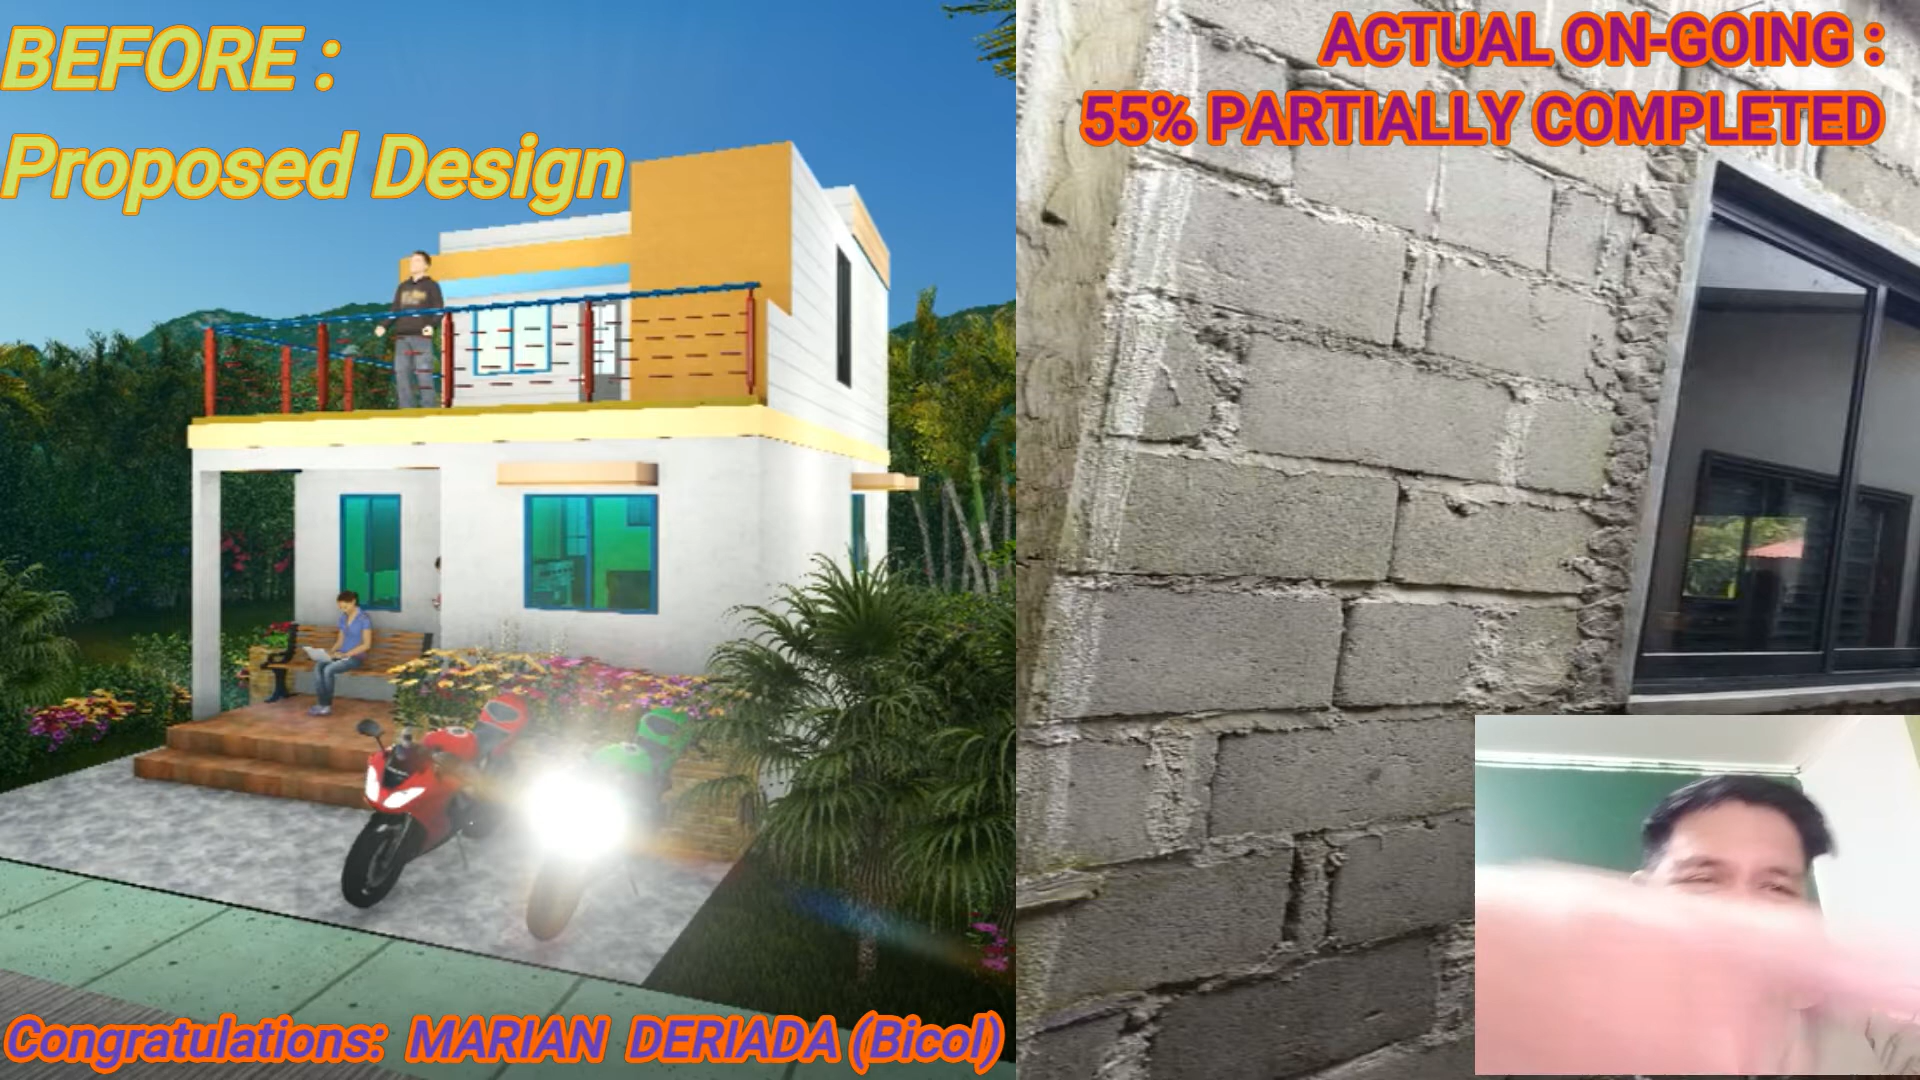 BEFORE :
Proposed Design
ACTUAL ON-GOING :
55% PARTIALLY COMPLETED
Congratulations: MARIAN DERIADA (Bicol)